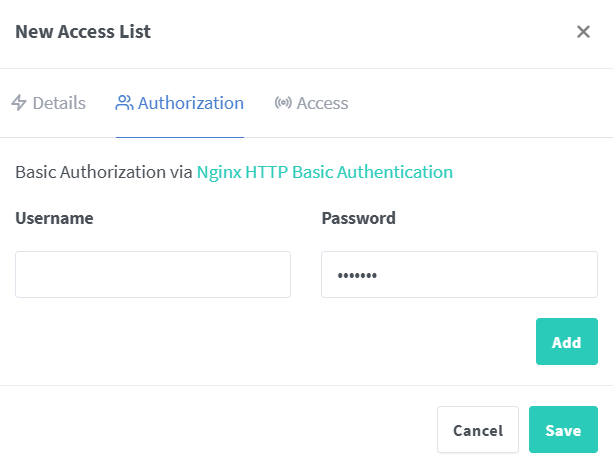 New Access List
Details Authorization Access
Basic Authorization via Nginx HTTP Basic Authentication
Username Password
•••••••
Add
Cancel Save